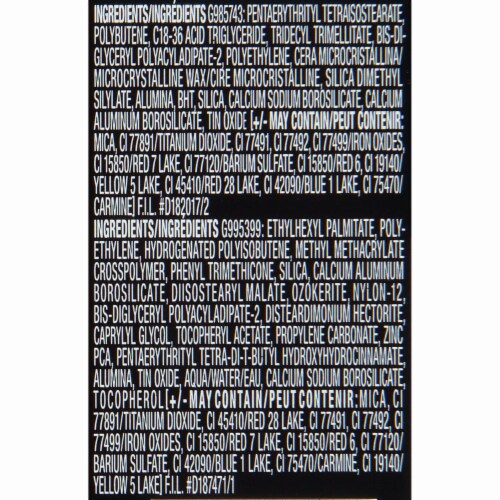 INGREDIENTS/INGRÉDIENTS G985743: PENTAERYTHRITYL TETRAISOSTEARATE,
POLYBUTENE, C18-36 ACID TRIGLYCERIDE, TRIDECYL TRIMELLITATE, BIS-DI-
GLYCERYL POLYACYLADIPATE-2, POLYETHYLENE, CERA MICROCRISTALLINA/
MICROCRYSTALLINE WAX/CIRE MICROCRISTALLINE, SILICA DIMETHYL
SILYLATE, ALUMINA, BHT, SILICA, CALCIUM SODIUM BOROSILICATE, CALCIUM
ALUMINUM BOROSILICATE, TIN OXIDE [+/- MAY CONTAIN/PEUT CONTENIR:
MICA, CI 77891/TITANIUM DIOXIDE, CI 77491, CI 77492, CI 77499/IRON OXIDES,
CI 15850/RED 7 LAKE, CI 77120/BARIUM SULFATE, CI 15850/RED 6, CI 19140/
YELLOW 5 LAKE, CI 45410/RED 28 LAKE, CI 42090/BLUE 1 LAKE, CI 75470/
CARMINE] F.I.L. #D182017/2
INGREDIENTS/INGRÉDIENTS G995399: ETHYLHEXYL PALMITATE, POLY-
ETHYLENE, HYDROGENATED POLYISOBUTENE, METHYL METHACRYLATE
CROSSPOLYMER, PHENYL TRIMETHICONE, SILICA, CALCIUM ALUMINUM
BOROSILICATE, DIISOSTEARYL MALATE, OZOKERITE, NYLON-12,
BIS-DIGLYCERYL POLYACYLADIPATE-2, DISTEARDIMONIUM HECTORITE,
CAPRYLYL GLYCOL, TOCOPHERYL ACETATE, PROPYLENE CARBONATE, ZINC
PCA, PENTAERYTHRITYL TETRA-DI-T-BUTYL HYDROXYHYDROCINNAMATE,
ALUMINA, TIN OXIDE, AQUA/WATER/EAU, CALCIUM SODIUM BOROSILICATE,
TOCOPHEROL [+/- MAY CONTAIN/PEUT CONTENIR: MICA, CI
77891/TITANIUM DIOXIDE, CI 45410/RED 28 LAKE, CI 77491, CI 77492, CI
77499/IRON OXIDES, CI 15850/RED 7 LAKE, CI 15850/RED 6, CI 77120/
BARIUM SULFATE, CI 42090/BLUE 1 LAKE, CI 75470/CARMINE, CI 19140/
YELLOW 5 LAKE] F.I.L. #D187471/1